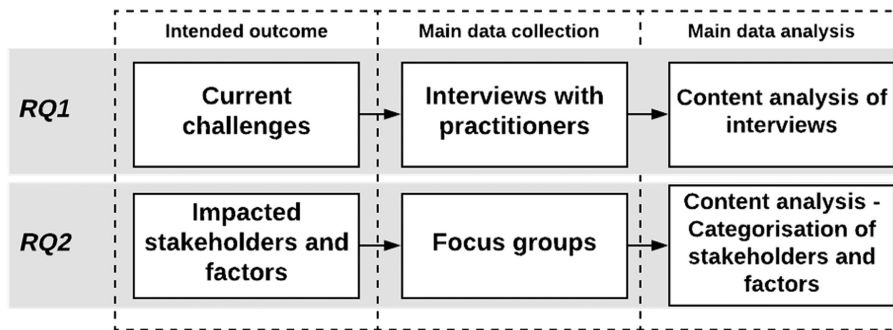 Intended outcome
Main data collection
Main data analysis
RQ1
Current
challenges
Interviews with
practitioners
Content analysis of
interviews
RQ2
Impacted
stakeholders and
factors
Focus groups
Content analysis -
Categorisation of
stakeholders and
factors